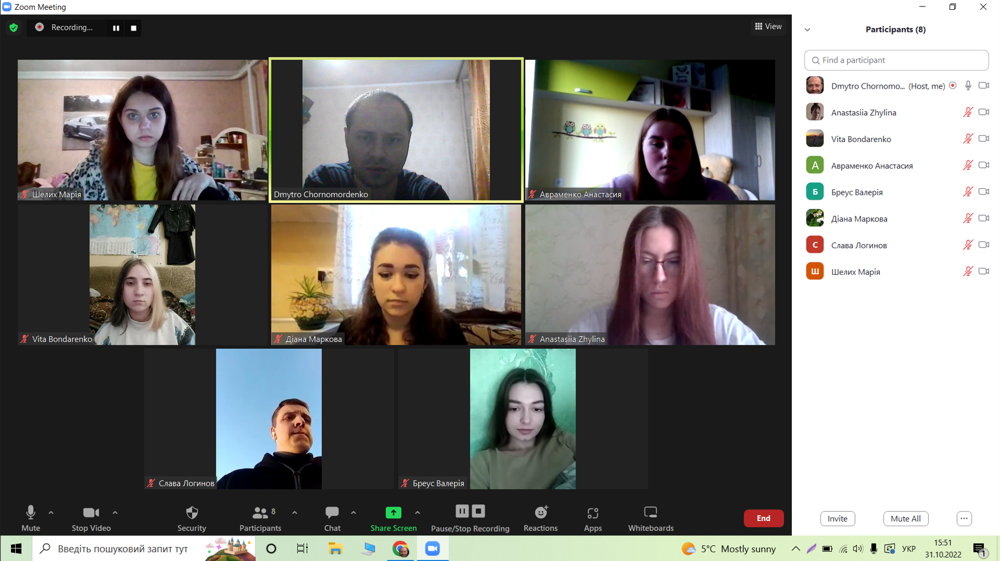 Zoom Meeting
Recording...
View
Participants (8)
Find a participant
Dmytro Chornomo... (Host, me)
Anastasiia Zhylina
Vita Bondarenko
А Авраменко Анастасия
Б Бреус Валерія
Діана Маркова
С Слава Логинов
Ш Шелих Марія
Шелих Марія
Dmytro Chornomordenko
Авраменко Анастасия
Vita Bondarenko
Діана Маркова
Anastasiia Zhylina
Слава Логинов
Бреус Валерія
8
Mute
Stop Video
Security
Participants
Chat
Share Screen
Pause/Stop Recording
Reactions
Apps
Whiteboards
End
Invite
Mute All
...
Введіть пошуковий запит тут
5°C Mostly sunny
УКР
15:51
31.10.2022
1